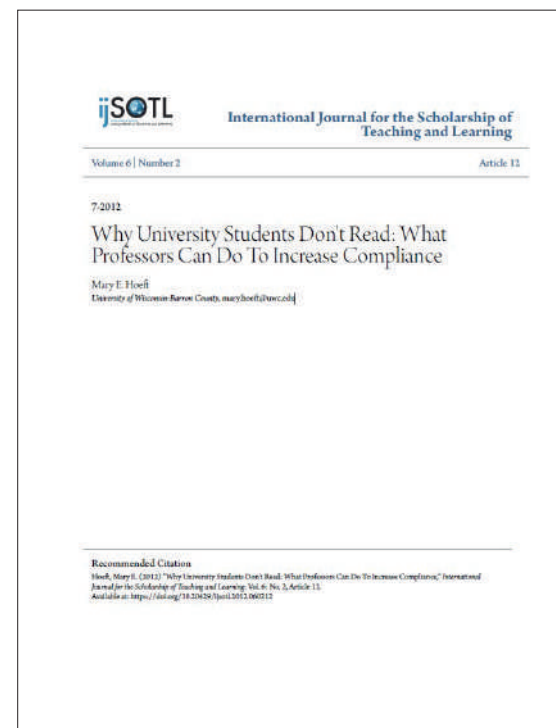 ijSOTL
International Journal for the Scholarship of
Teaching and Learning
Volume 6 | Number 2
Article 12
7-2012
Why University Students Don't Read: What
Professors Can Do To Increase Compliance
Mary E. Hoeft
University of Wisconsin-Barron County, mary.hoeft@uwc.edu
Recommended Citation
Hoeft, Mary E. (2012) "Why University Students Don't Read: What Professors Can Do To Increase Compliance," International
Journal for the Scholarship of Teaching and Learning: Vol. 6: No. 2, Article 12.
Available at: https://doi.org/10.20429/ijsotl.2012.060212